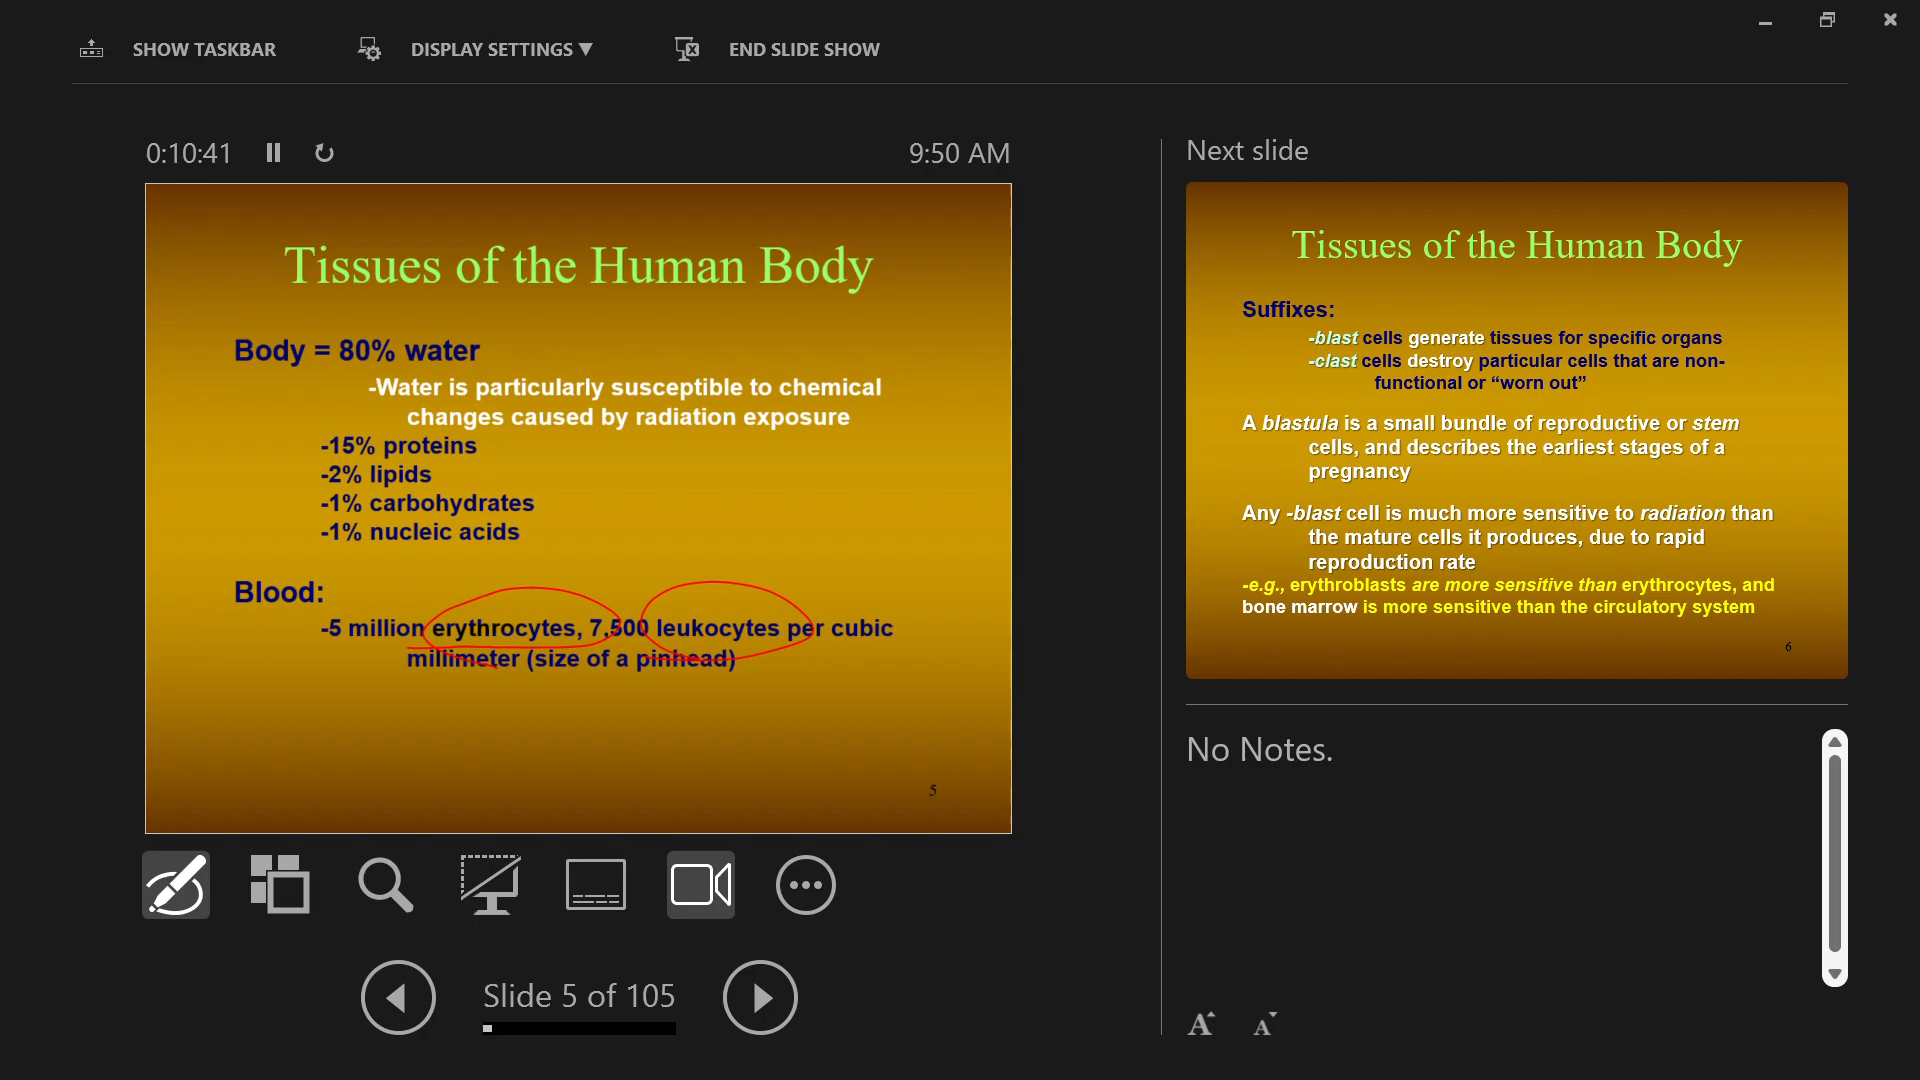 SHOW TASKBAR
DISPLAY SETTINGS ▼
END SLIDE SHOW
0:10:41
9:50 AM
Tissues of the Human Body
Body = 80% water
-Water is particularly susceptible to chemical
changes caused by radiation exposure
-15% proteins
-2% lipids
-1% carbohydrates
-1% nucleic acids
Blood:
-5 million erythrocytes, 7,500 leukocytes per cubic
millimeter (size of a pinhead)
5
Slide 5 of 105
Next slide
Tissues of the Human Body
Suffixes:
-blast cells generate tissues for specific organs
-clast cells destroy particular cells that are non-
functional or “worn out”
A blastula is a small bundle of reproductive or stem
cells, and describes the earliest stages of a
pregnancy
Any -blast cell is much more sensitive to radiation than
the mature cells it produces, due to rapid
reproduction rate
-e.g., erythroblasts are more sensitive than erythrocytes, and
bone marrow is more sensitive than the circulatory system
6
No Notes.
A A